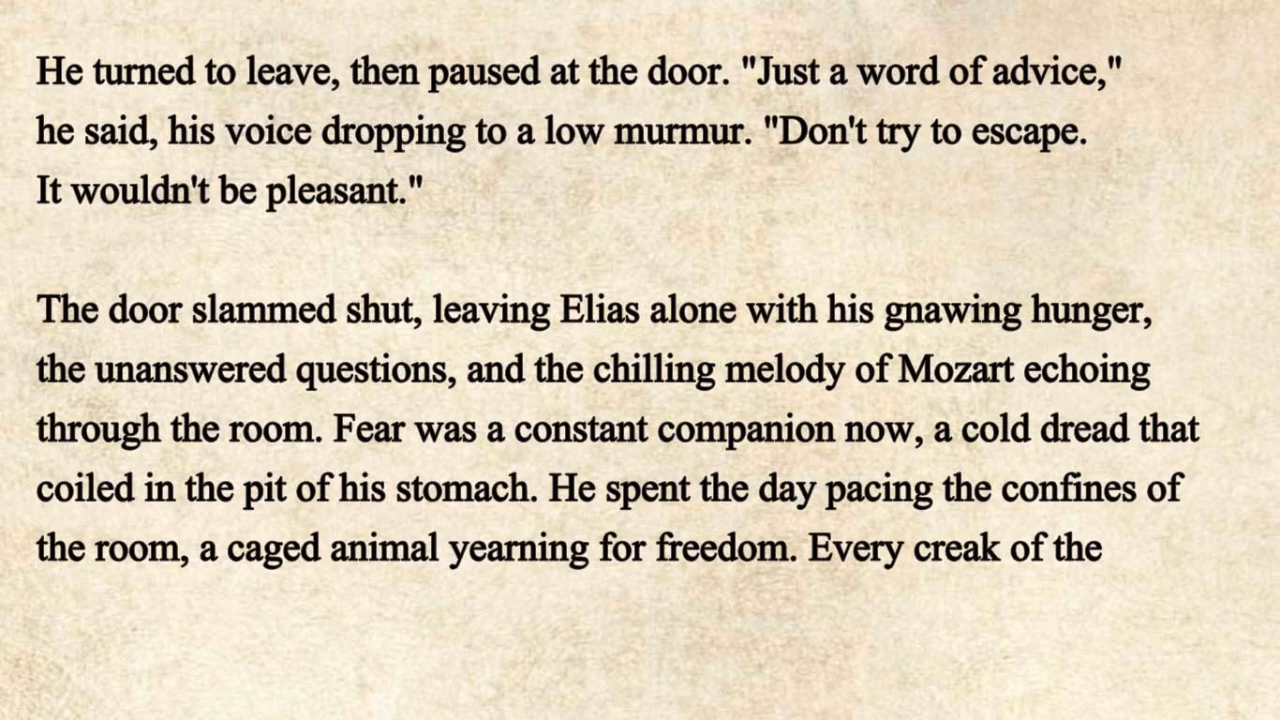 He turned to leave, then paused at the door. "Just a word of advice,"
he said, his voice dropping to a low murmur. "Don't try to escape.
It wouldn't be pleasant."
The door slammed shut, leaving Elias alone with his gnawing hunger,
the unanswered questions, and the chilling melody of Mozart echoing
through the room. Fear was a constant companion now, a cold dread that
coiled in the pit of his stomach. He spent the day pacing the confines of
the room, a caged animal yearning for freedom. Every creak of the